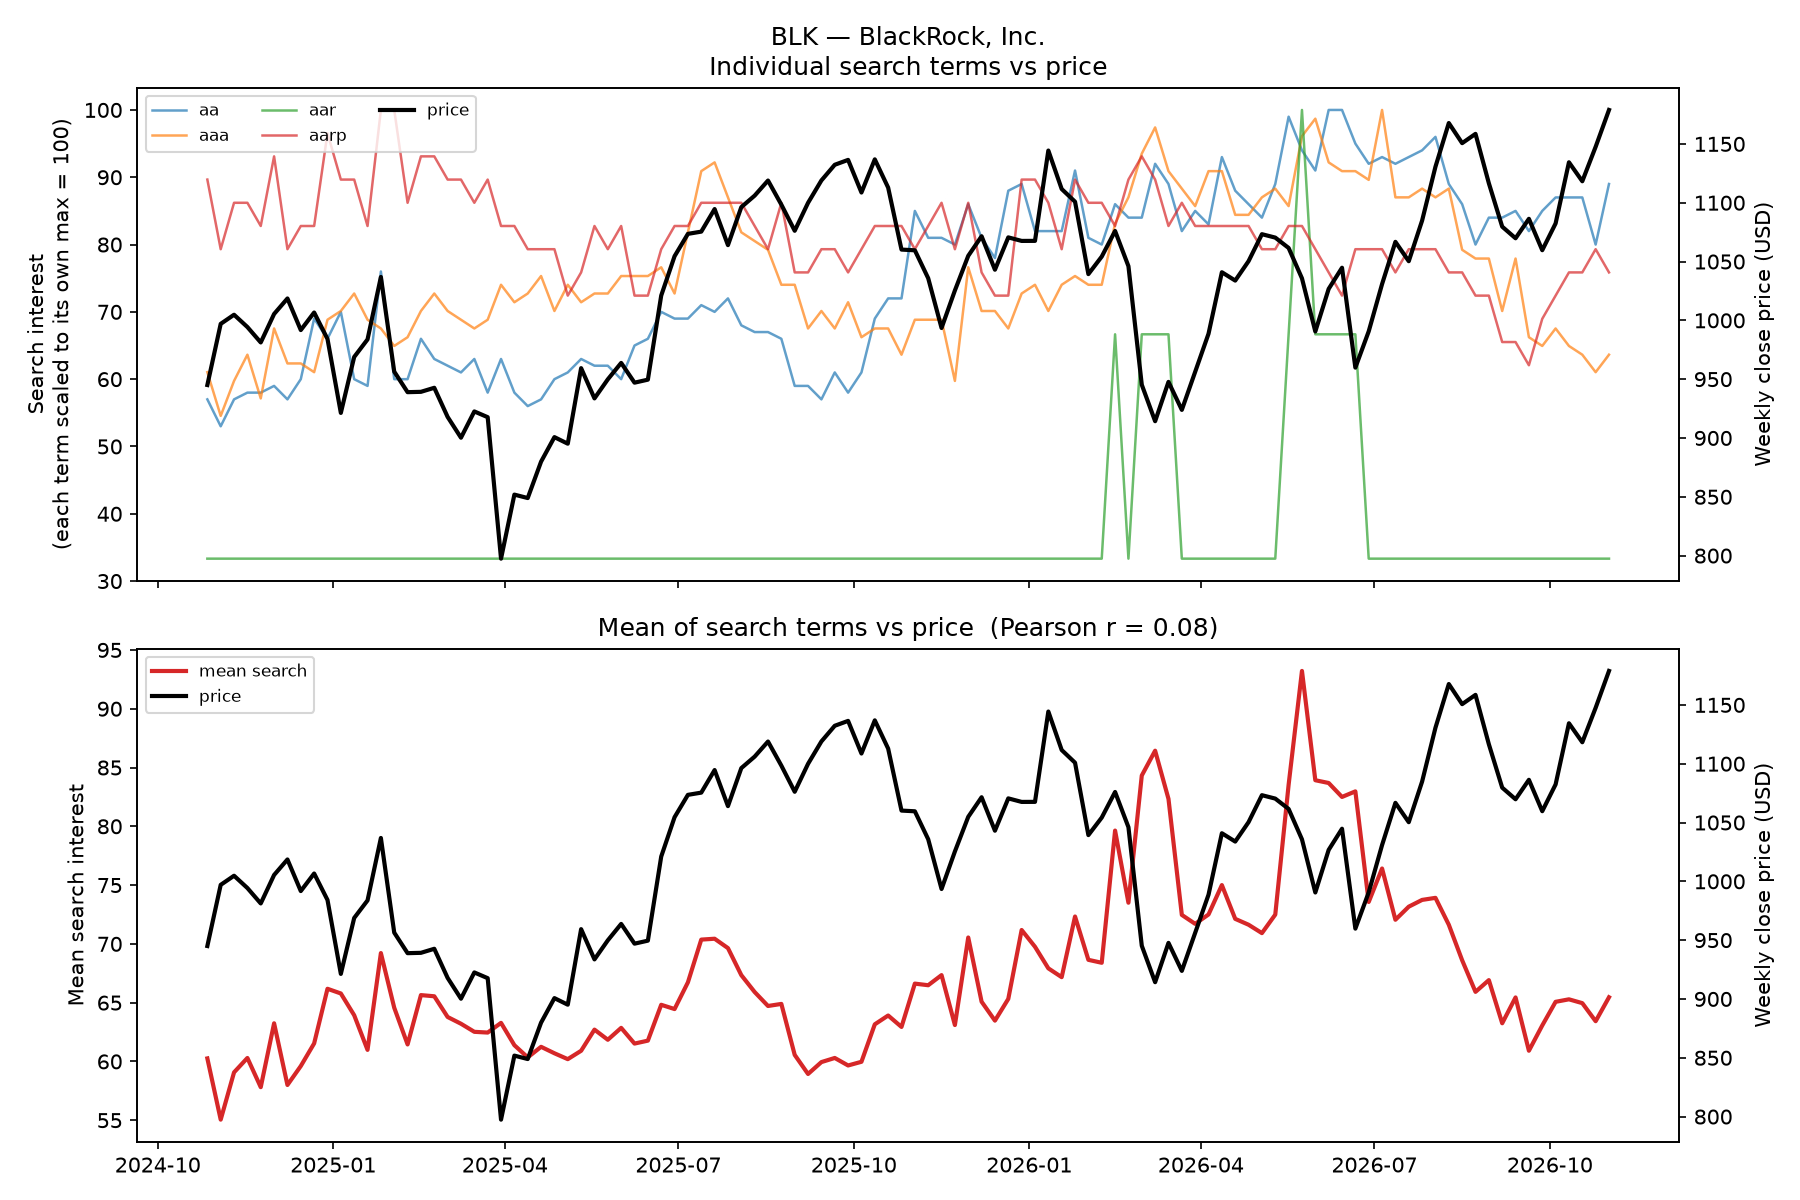 BLK — BlackRock, Inc.
Individual search terms vs price
aa
aaa
aar
aarp
price
Search interest
(each term scaled to its own max = 100)
100
90
80
70
60
50
40
30
Weekly close price (USD)
1150
1100
1050
1000
950
900
850
800
Mean of search terms vs price (Pearson r = 0.08)
mean search
price
Mean search interest
95
90
85
80
75
70
65
60
55
Weekly close price (USD)
1150
1100
1050
1000
950
900
850
800
2024-10 2025-01 2025-04 2025-07 2025-10 2026-01 2026-04 2026-07 2026-10